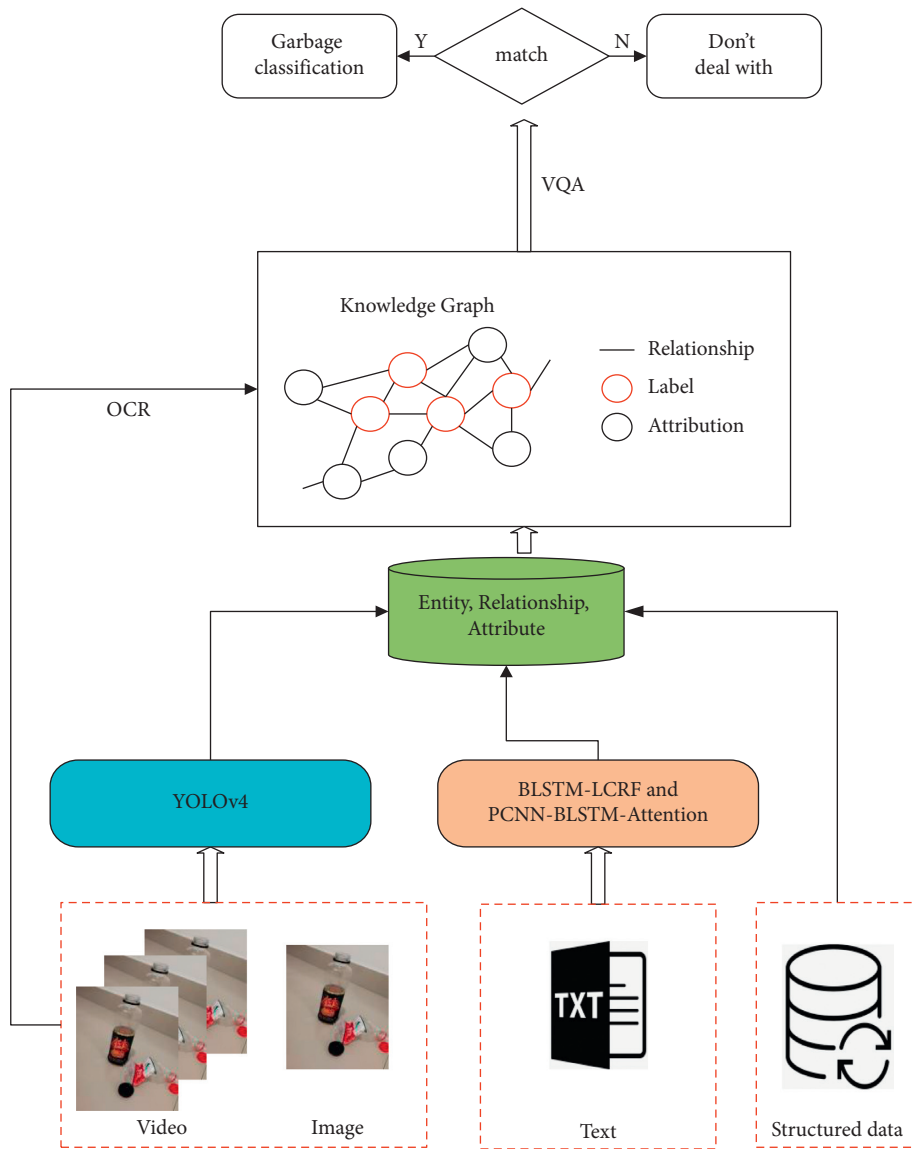 Garbage
classification
Y
match
N
Don't
deal with
VQA
Knowledge Graph
Relationship
Label
Attribution
OCR
Entity, Relationship,
Attribute
YOLOv4
BLSTM-LCRF and
PCNN-BLSTM-Attention
TXT
Video
Image
Text
Structured data